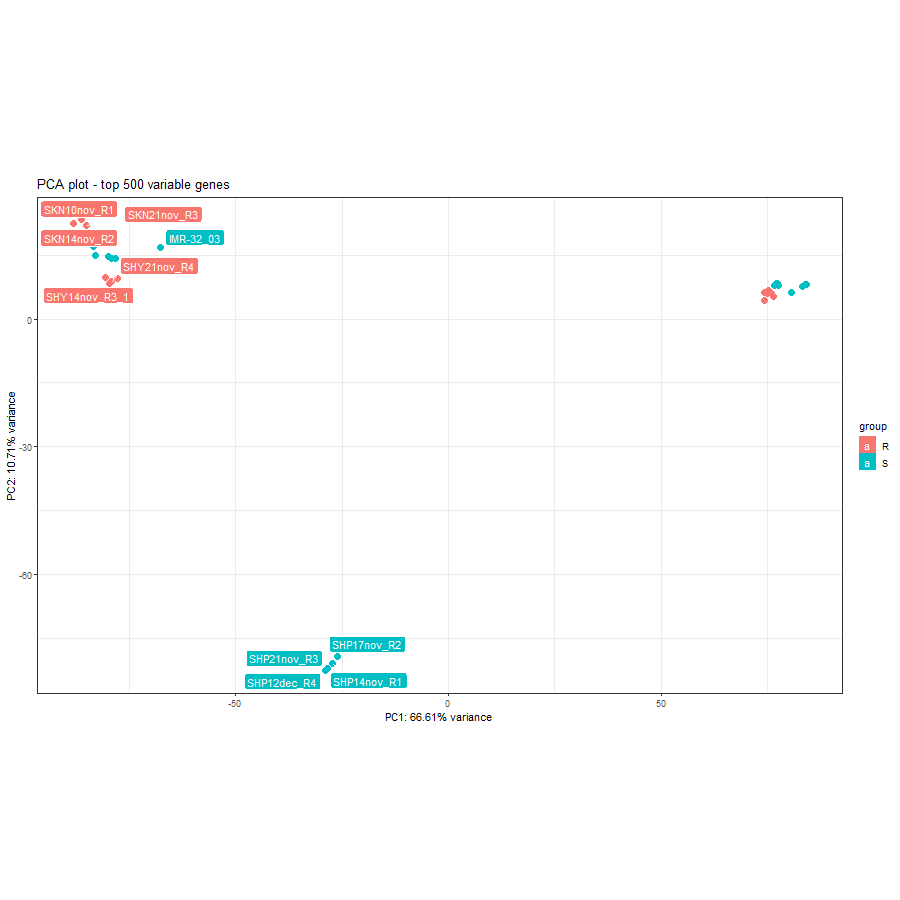 PCA plot - top 500 variable genes
SKN10nov_R1
SKN21nov_R3
SKN14nov_R2
IMR-32_03
SHY21nov_R4
SHY14nov_R3_1
0
-30
-60
PC2: 10.71% variance
SHP17nov_R2
SHP21nov_R3
SHP12dec_R4
SHP14nov_R1
-50
0
50
PC1: 66.61% variance
group
a R
a S